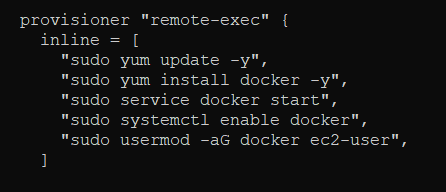 provisioner "remote-exec" {
inline = [
"sudo yum update -y",
"sudo yum install docker -y",
"sudo service docker start",
"sudo systemctl enable docker",
"sudo usermod -aG docker ec2-user",
]